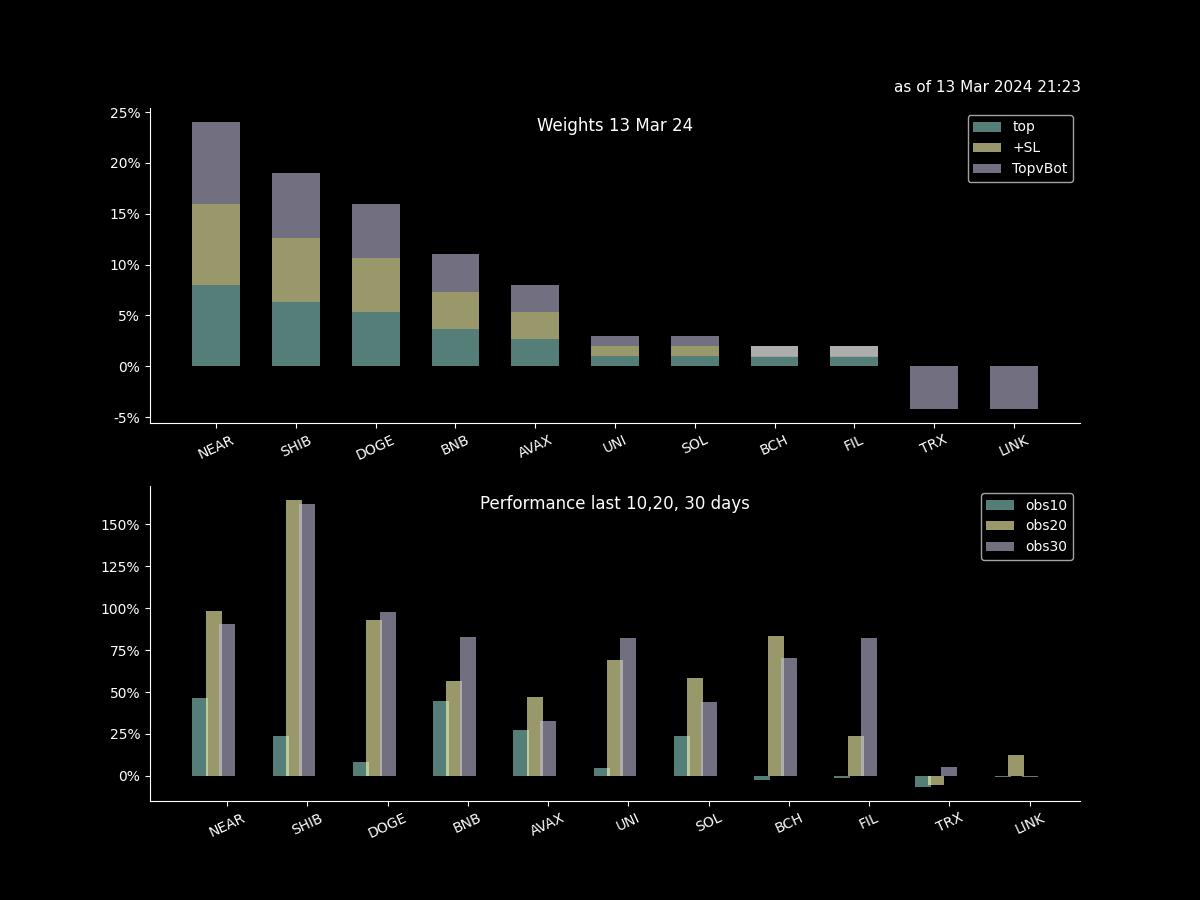 as of 13 Mar 2024 21:23
Weights 13 Mar 24
top
+SL
TopvBot
25%
20%
15%
10%
5%
0%
-5%
NEAR SHIB DOGE BNB AVAX UNI SOL BCH FIL TRX LINK
Performance last 10,20, 30 days
obs10
obs20
obs30
150%
125%
100%
75%
50%
25%
0%
NEAR SHIB DOGE BNB AVAX UNI SOL BCH FIL TRX LINK